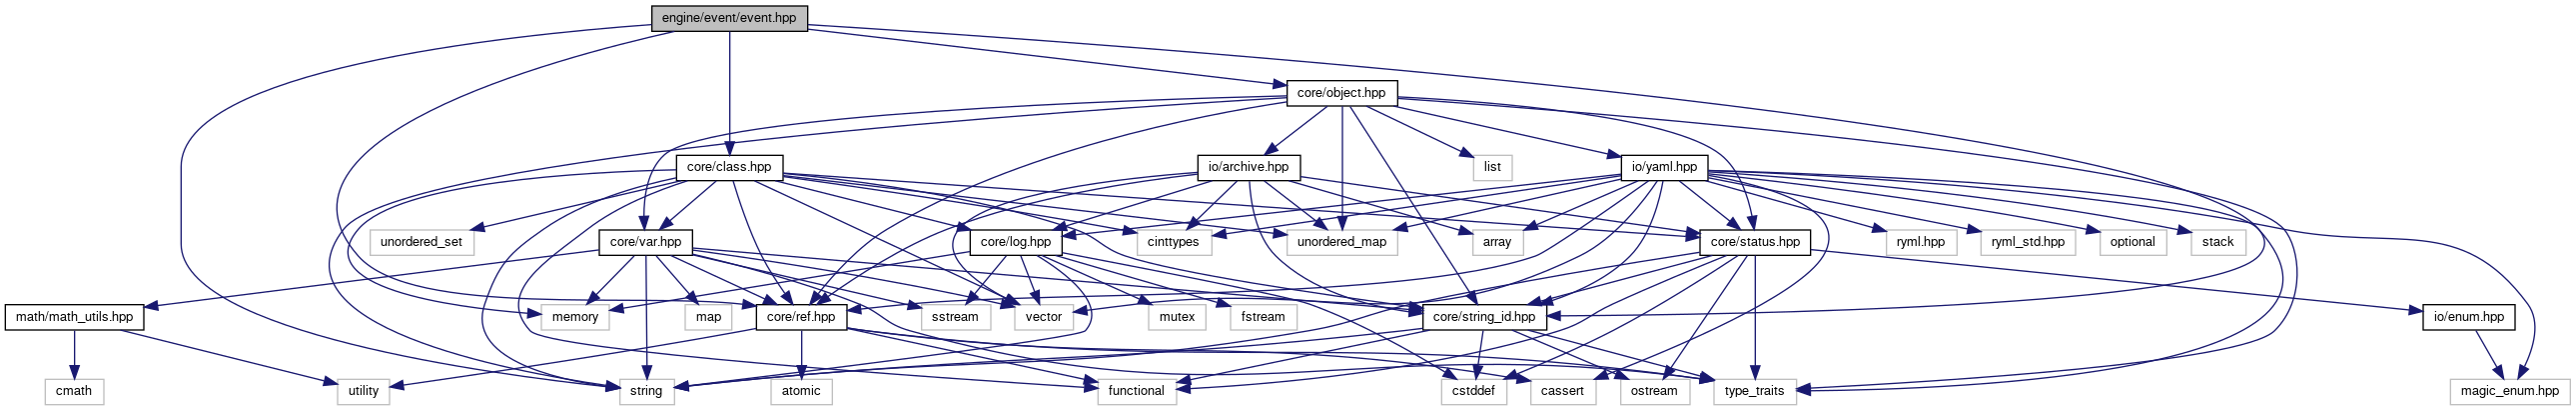 engine/event/event.hpp
core/object.hpp
core/class.hpp
io/archive.hpp
list
io/yaml.hpp
unordered_set
core/var.hpp
core/log.hpp
cinttypes
unordered_map
array
core/status.hpp
ryml.hpp
ryml_std.hpp
optional
stack
math/math_utils.hpp
memory
map
core/ref.hpp
sstream
vector
mutex
fstream
core/string_id.hpp
io/enum.hpp
cmath
utility
string
atomic
functional
cstddef
cassert
ostream
type_traits
magic_enum.hpp